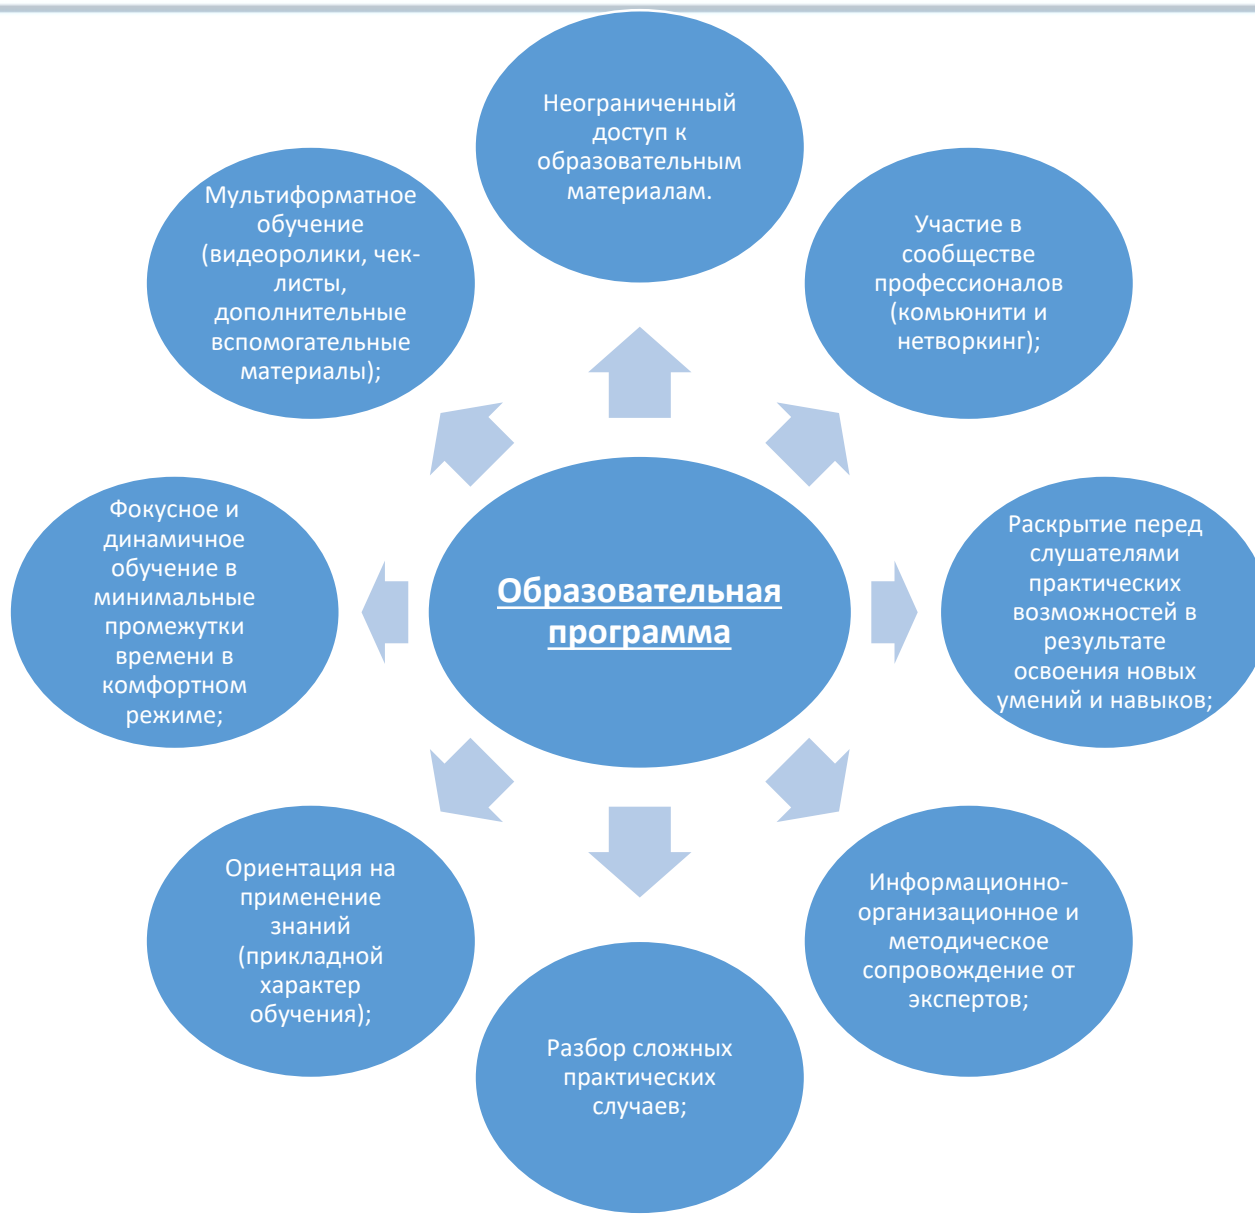 Неограниченный
доступ к
образовательным
материалам.
Мультиформатное
обучение
(видеоролики, чек-
листы,
дополнительные
вспомогательные
материалы);
Участие в
сообществе
профессионалов
(комьюнити и
нетворкинг);
Фокусное и
динамичное
обучение в
минимальные
промежутки
времени в
комфортном
режиме;
Образовательная
программа
Раскрытие перед
слушателями
практических
возможностей в
результате
освоения новых
умений и навыков;
Ориентация на
применение
знаний
(прикладной
характер
обучения);
Информационно-
организационное и
методическое
сопровождение от
экспертов;
Разбор сложных
практических
случаев;